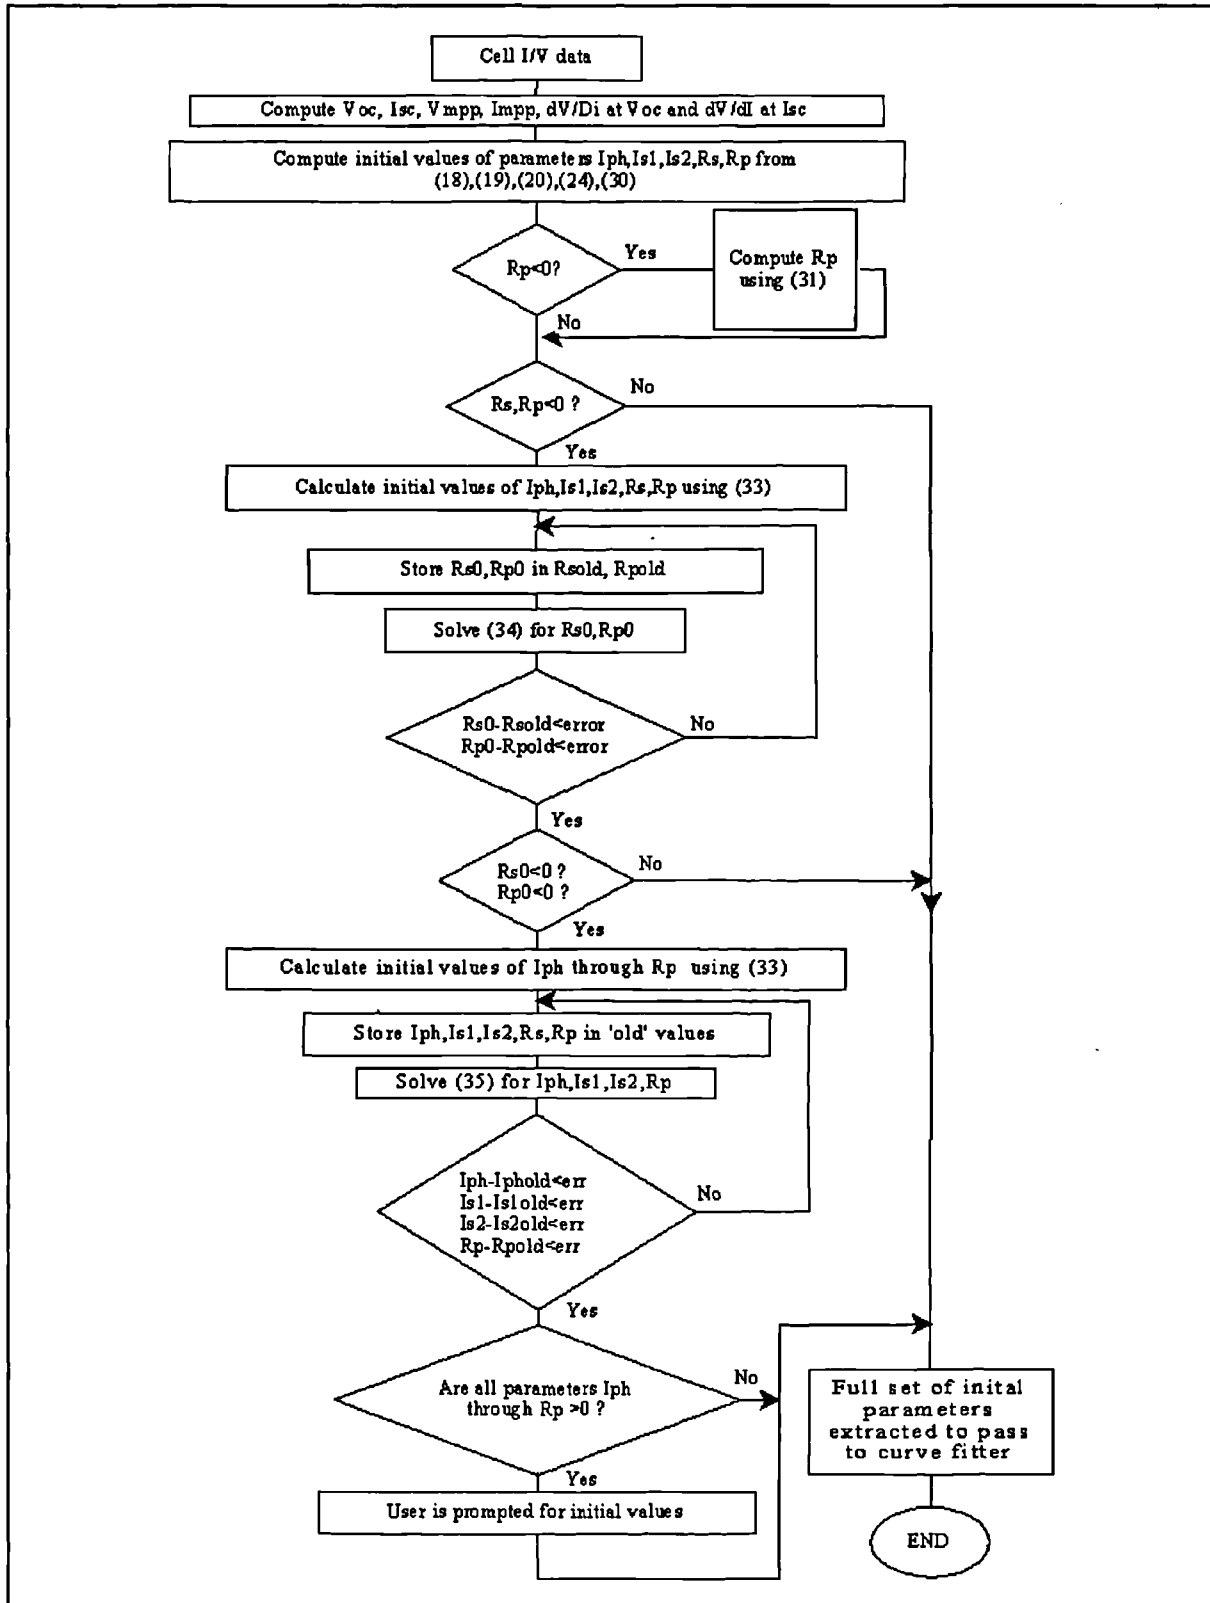 Cell I/V data
Compute Voc, Isc, Vmpp, Impp, dV/Di at Voc and dV/dI at Isc
Compute initial values of parameters Iph,Is1,Is2,Rs,Rp from
(18),(19),(20),(24),(30)
Rp<0?
Yes
Compute Rp
using (31)
No
Rs,Rp<0 ?
No
Yes
Calculate initial values of Iph,Is1,Is2,Rs,Rp using (33)
Store Rs0,Rp0 in Rsold, Rpold
Solve (34) for Rs0,Rp0
Rs0-Rsold<error
Rp0-Rpold<error
No
Yes
Rs0<0 ?
Rp0<0 ?
No
Yes
Calculate initial values of Iph through Rp using (33)
Store Iph,Is1,Is2,Rs,Rp in 'old' values
Solve (35) for Iph,Is1,Is2,Rp
Iph-Iphold<err
Is1-Is1old<err
Is2-Is2old<err
Rp-Rpold<err
No
Yes
Are all parameters Iph
through Rp >0 ?
No
Yes
User is prompted for initial values
Full set of inital
parameters
extracted to pass
to curve fitter
END